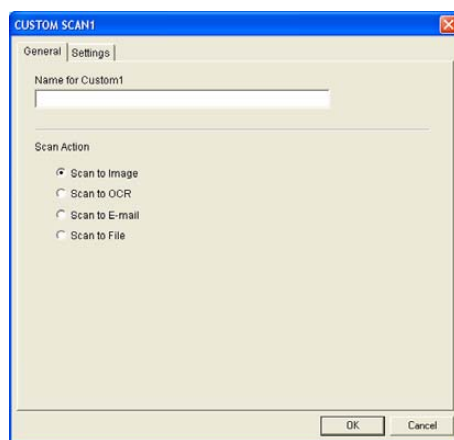 CUSTOM SCAN1
General Settings
Name for Custom1
Scan Action
Scan to Image
Scan to OCR
Scan to E-mail
Scan to File
OK Cancel